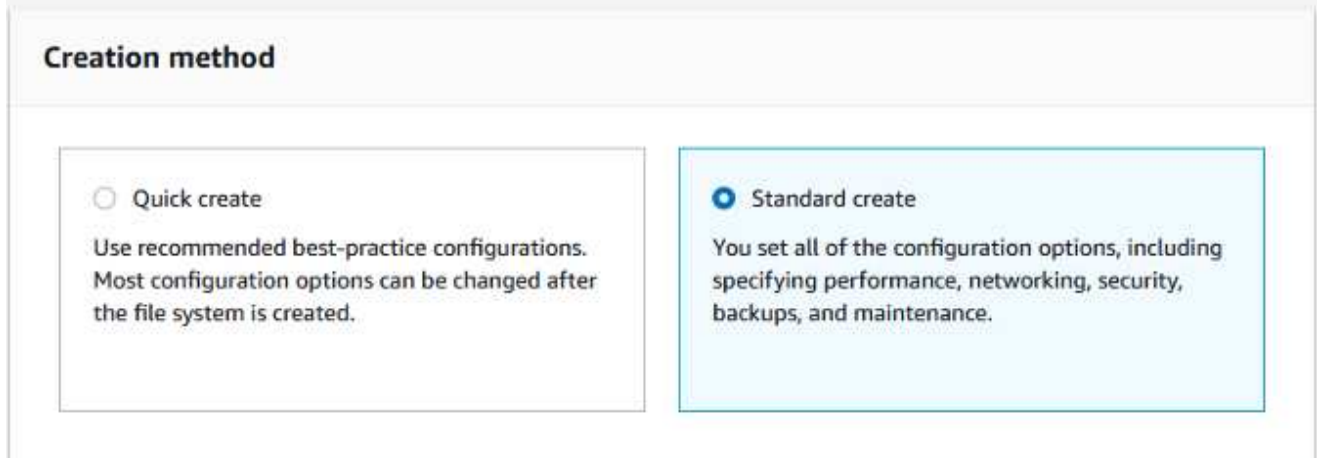 Creation method
Quick create
Use recommended best-practice configurations.
Most configuration options can be changed after
the file system is created.
Standard create
You set all of the configuration options, including
specifying performance, networking, security,
backups, and maintenance.